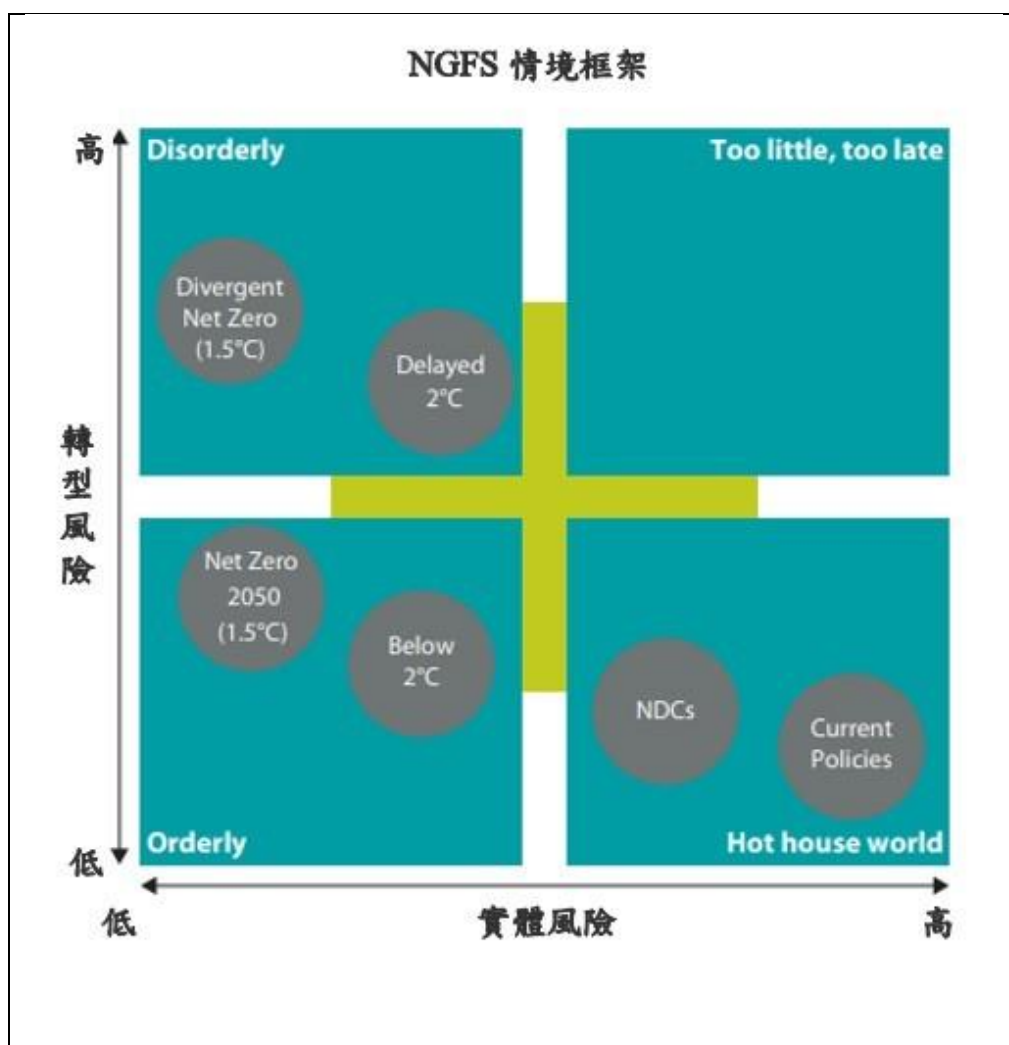 NGFS 情境框架
高
Disorderly
Too little, too late
Divergent
Net Zero
(1.5°C)
Delayed
2°C
轉型風險
Net Zero
2050
(1.5°C)
Below
2°C
NDCs
Current
Policies
Orderly
Hot house world
低
低
實體風險
高